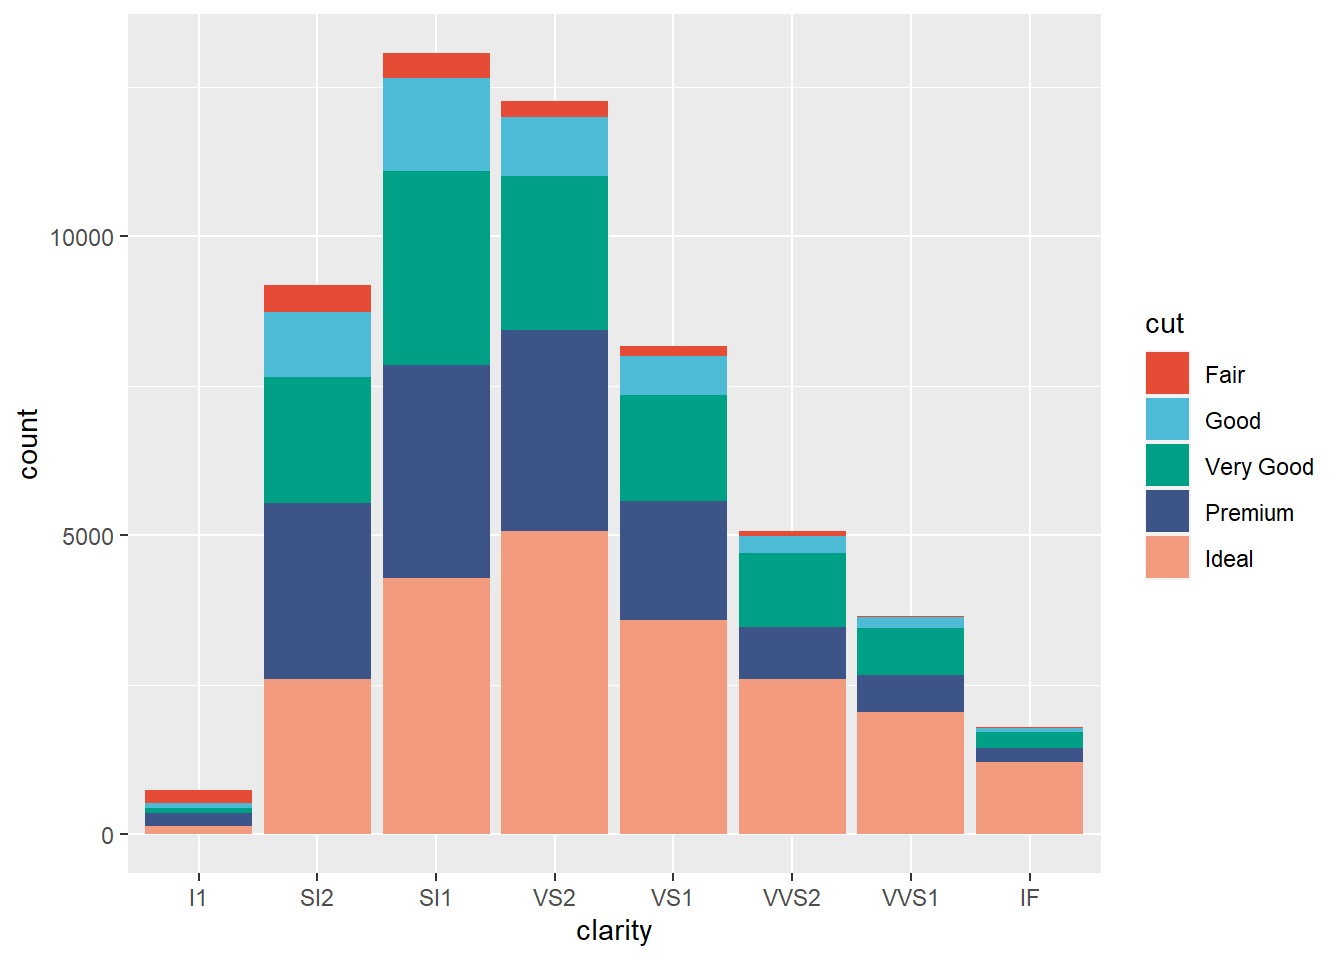 count
10000
5000
0
I1 SI2 SI1 VS2 VS1 VVS2 VVS1 IF
clarity
cut
Fair
Good
Very Good
Premium
Ideal